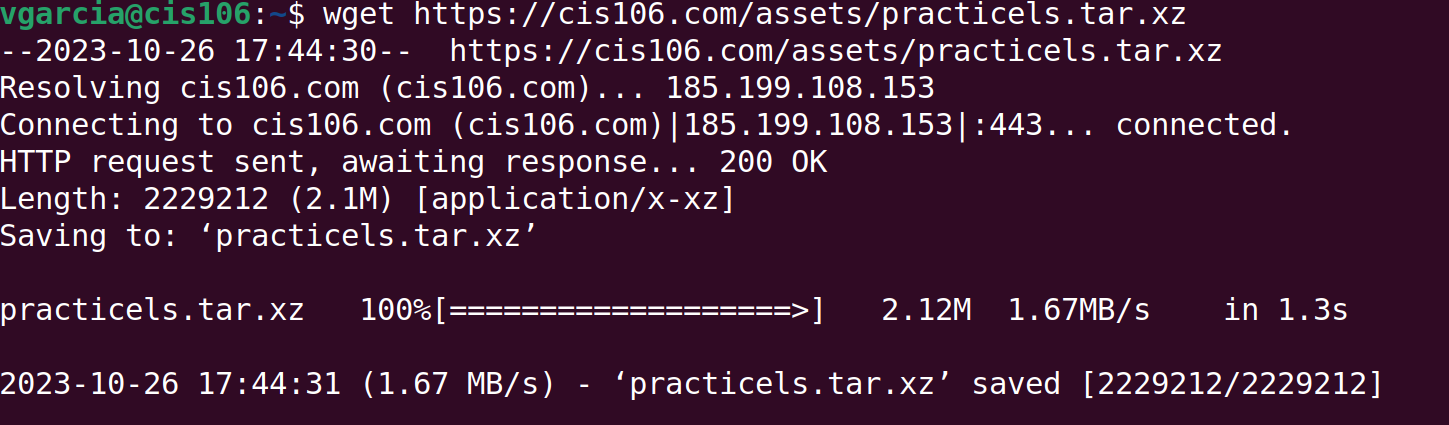 vgarcia@cis106:~$ wget https://cis106.com/assets/practicels.tar.xz
--2023-10-26 17:44:30--  https://cis106.com/assets/practicels.tar.xz
Resolving cis106.com (cis106.com)... 185.199.108.153
Connecting to cis106.com (cis106.com)|185.199.108.153|:443... connected.
HTTP request sent, awaiting response... 200 OK
Length: 2229212 (2.1M) [application/x-xz]
Saving to: ‘practicels.tar.xz’
practicels.tar.xz   100%[===================>]   2.12M  1.67MB/s    in 1.3s
2023-10-26 17:44:31 (1.67 MB/s) - ‘practicels.tar.xz’ saved [2229212/2229212]